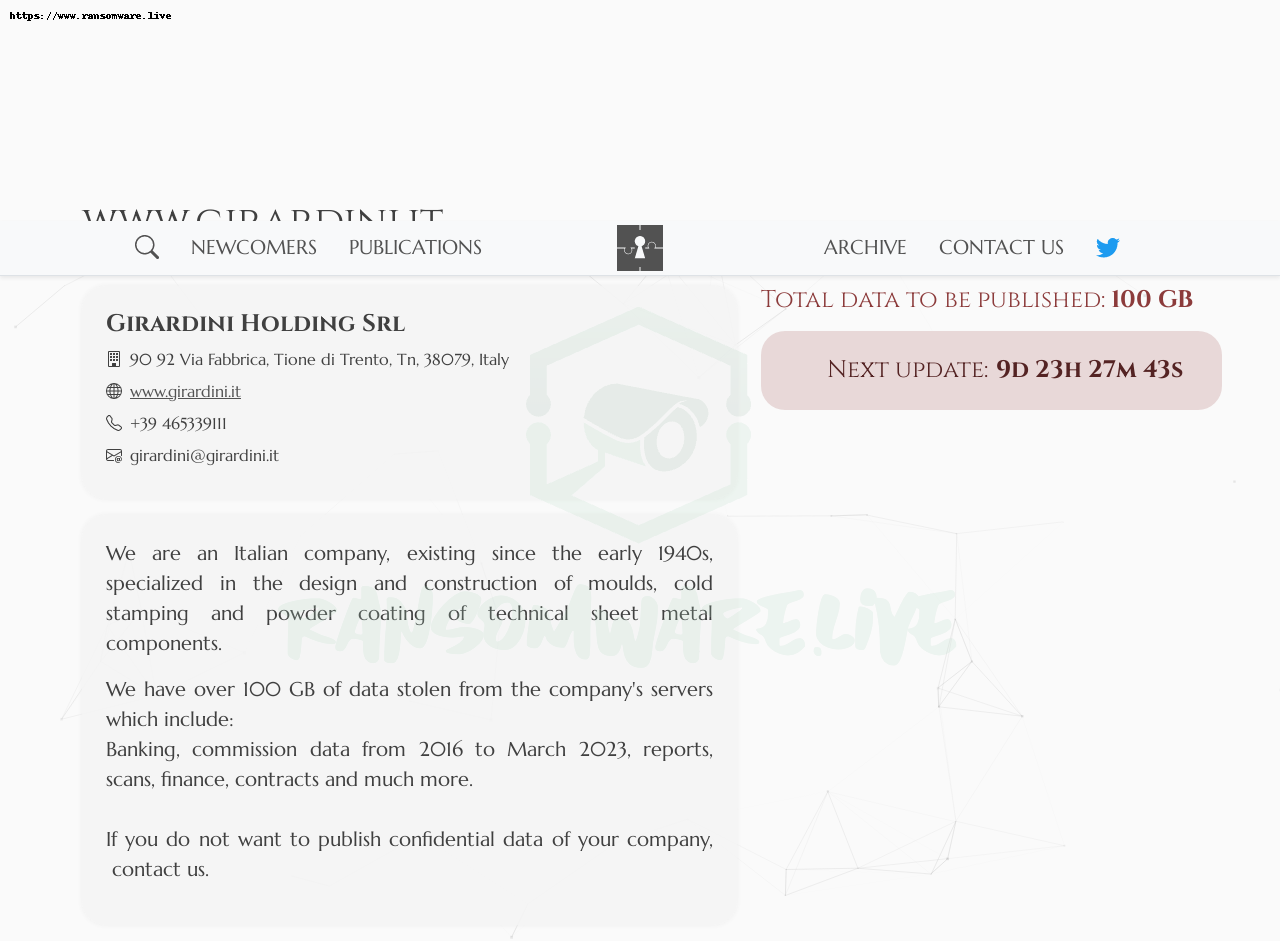 https://www.ransomware.live
WWW.GIRARDINI.IT
NEWCOMERS PUBLICATIONS ARCHIVE CONTACT US
Girardini Holding Srl
90 92 Via Fabbrica, Tione di Trento, Tn, 38079, Italy
www.girardini.it
+39 465339111
girardini@girardini.it
Total data to be published: 100 GB
Next update: 9d 23h 27m 43s
We are an Italian company, existing since the early 1940s,
specialized in the design and construction of moulds, cold
stamping and powder coating of technical sheet metal
components.
We have over 100 GB of data stolen from the company's servers
which include:
Banking, commission data from 2016 to March 2023, reports,
scans, finance, contracts and much more.
If you do not want to publish confidential data of your company,
contact us.
RANSOMWARE.LIVE